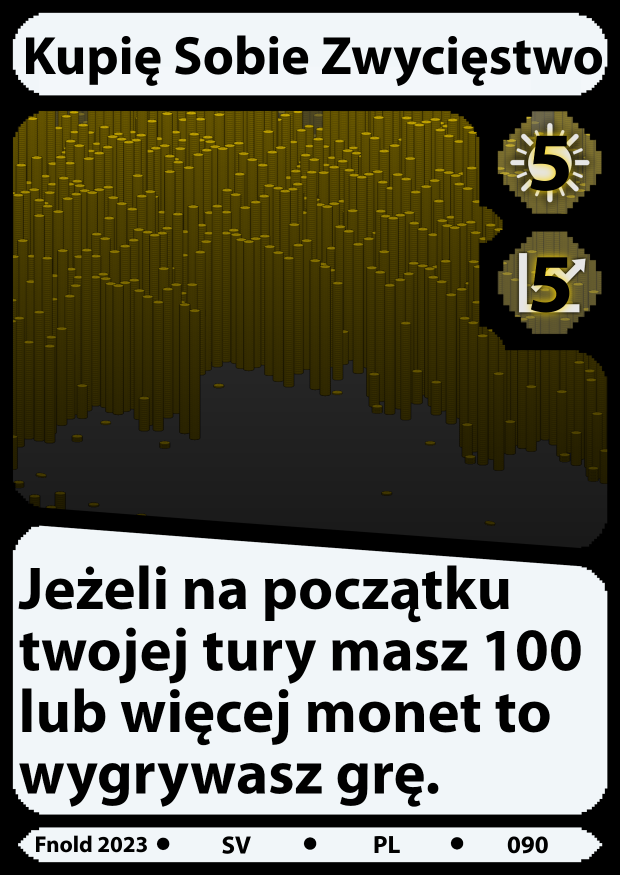 Kupię Sobie Zwycięstwo
5
5
Jeżeli na początku
twojej tury masz 100
lub więcej monet to
wygrywasz grę.
Fnold 2023 • SV • PL • 090